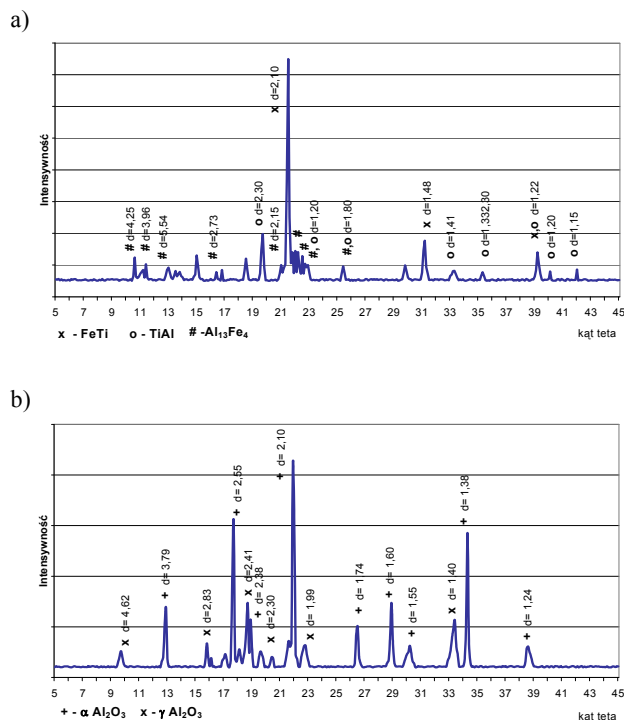 a)
Intensywność
# d=4,25
# d=3,96
# d=5,54
# d=2,73
o d=2,30
# d=2,15
x d=2,10
# #
#
#, o d=1,20
#,o d=1,80
x d=1,48
o d=1,41
o d=1,332,30
x,o d=1,22
o d=1,20
o d=1,15
5 7 9 11 13 15 17 19 21 23 25 27 29 31 33 35 37 39 41 43 45
x - FeTi o - TiAl # -Al₁₃Fe₄ kąt teta
b)
Intensywność
x d= 4,62
+ d= 3,79
x d=2,83
+ d= 2,55
x d=2,41
+ d= 2,38
x d=2,30
+ d= 2,10
x d= 1,99
+ d= 1,74
+ d= 1,60
+ d= 1,55
x d= 1,40
+ d= 1,38
+ d= 1,24
5 7 9 11 13 15 17 19 21 23 25 27 29 31 33 35 37 39 41 43 45
+ - α Al₂O₃ x - γ Al₂O₃ kąt teta